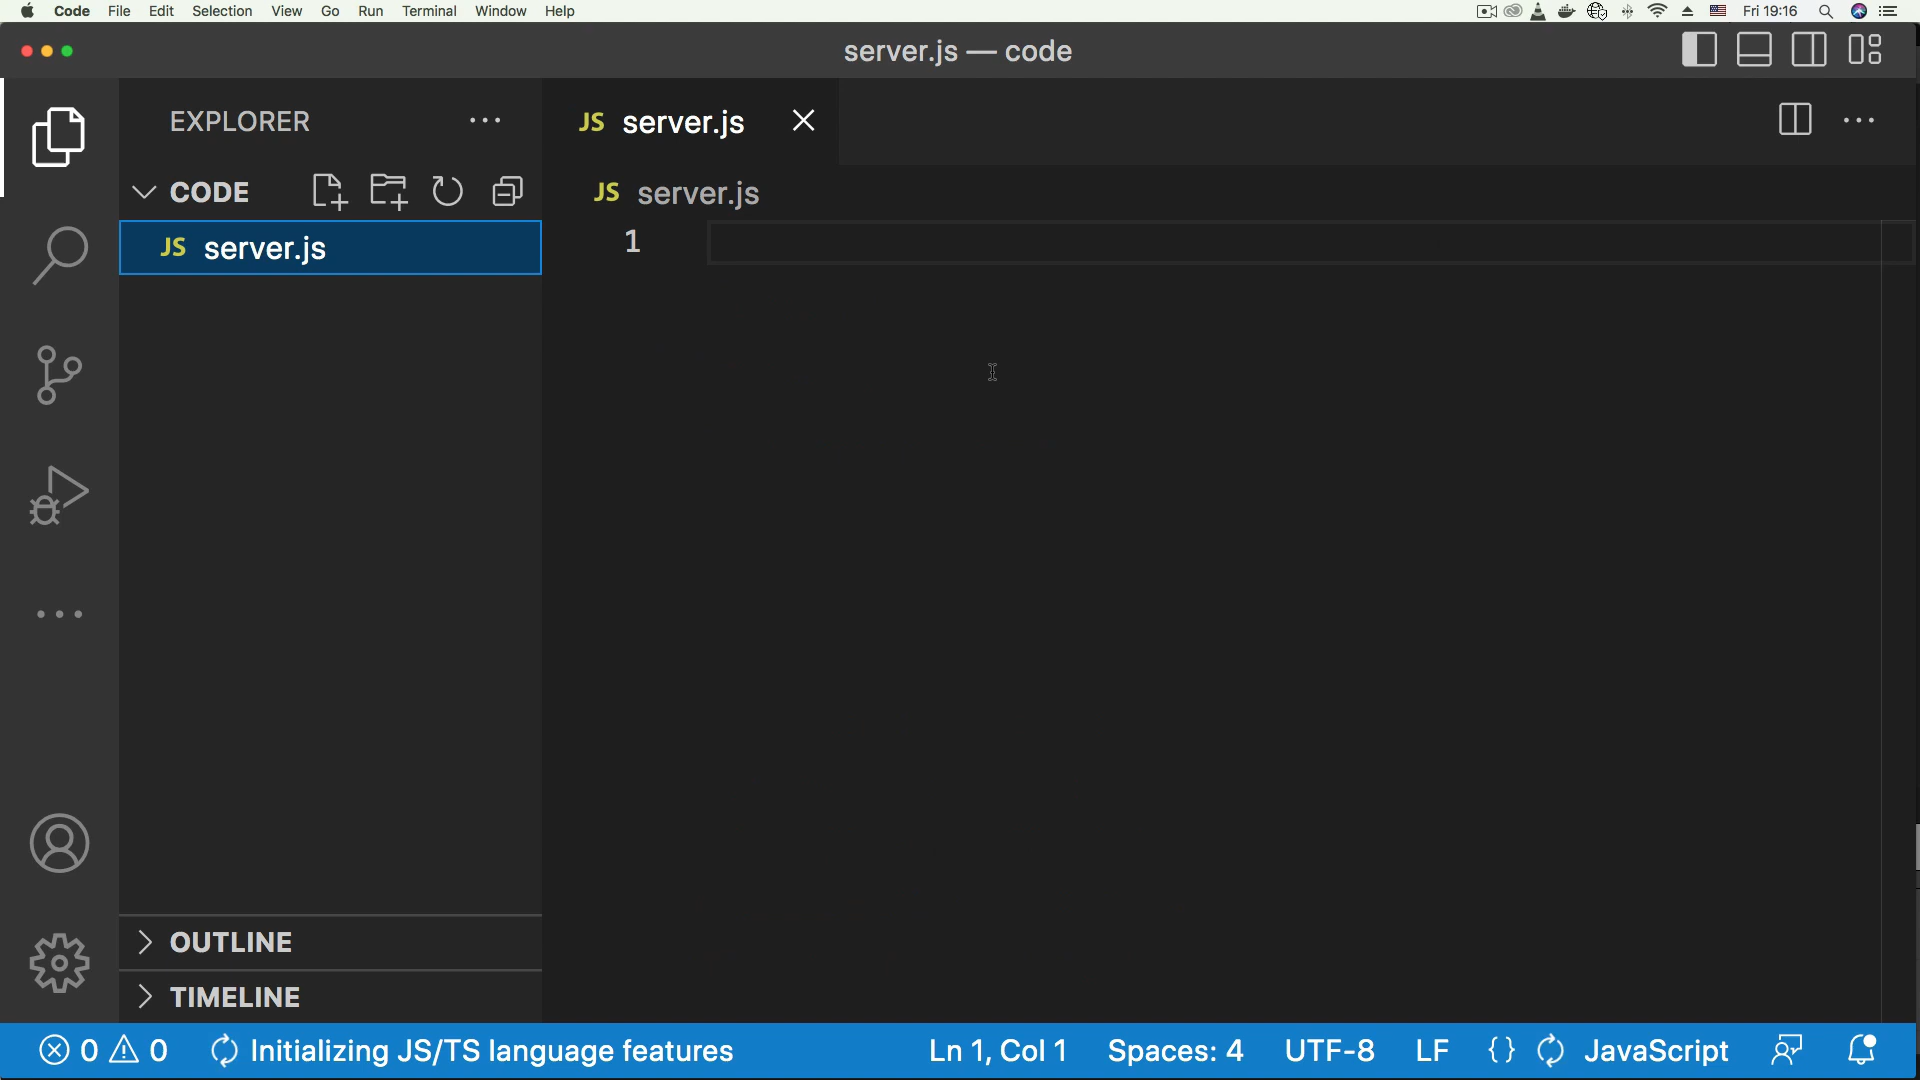 Code File Edit Selection View Go Run Terminal Window Help Fri 19:16
server.js — code
EXPLORER
JS server.js
CODE
JS server.js
JS server.js
1
OUTLINE
TIMELINE
0 0 Initializing JS/TS language features Ln 1, Col 1 Spaces: 4 UTF-8 LF {} JavaScript